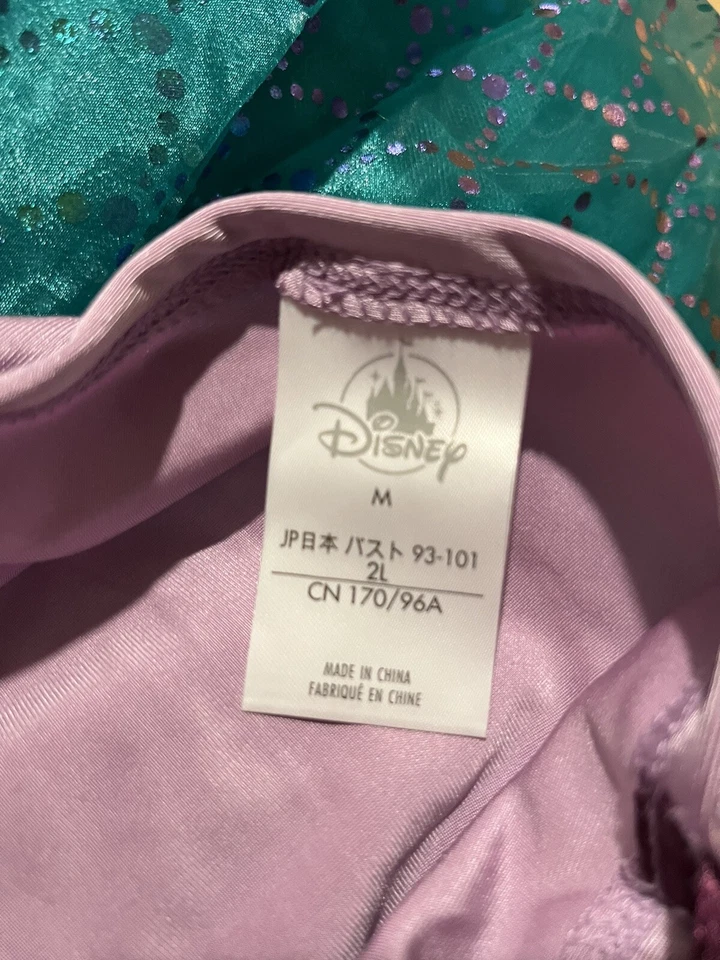 Disney
M
JP日本 バスト 93-101
2L
CN 170/96A
MADE IN CHINA
FABRIQUÉ EN CHINE